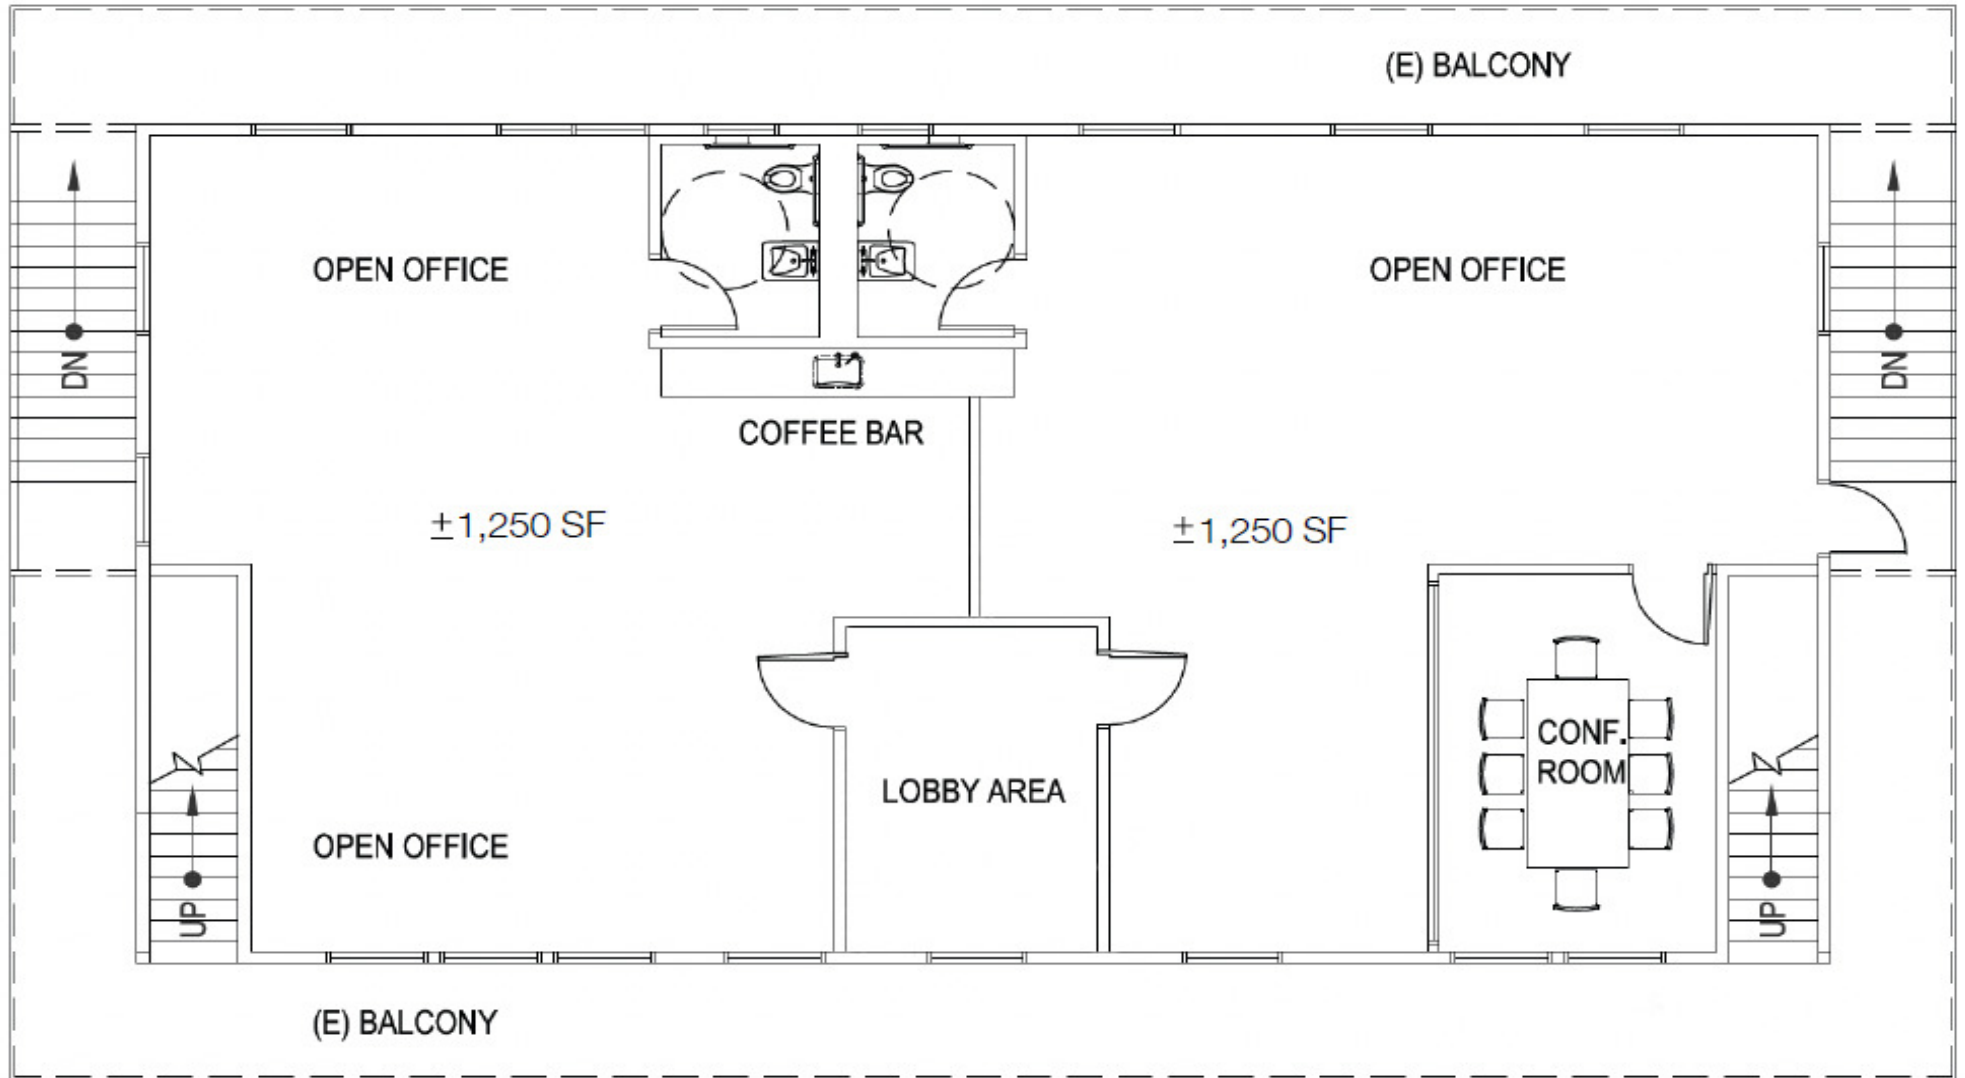 (E) BALCONY
OPEN OFFICE
OPEN OFFICE
DN
DN
COFFEE BAR
±1,250 SF
±1,250 SF
CONF.
ROOM
LOBBY AREA
OPEN OFFICE
UP
UP
(E) BALCONY